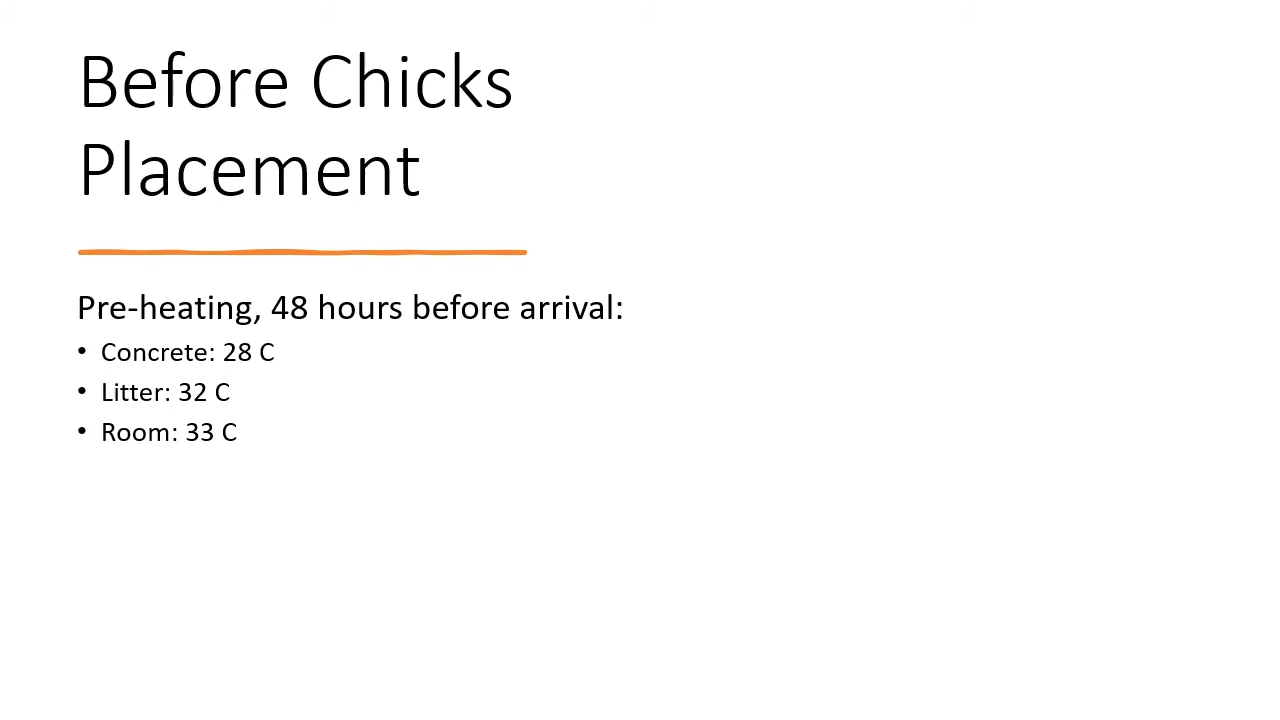 Before Chicks
Placement
Pre-heating, 48 hours before arrival:
• Concrete: 28 C
• Litter: 32 C
• Room: 33 C